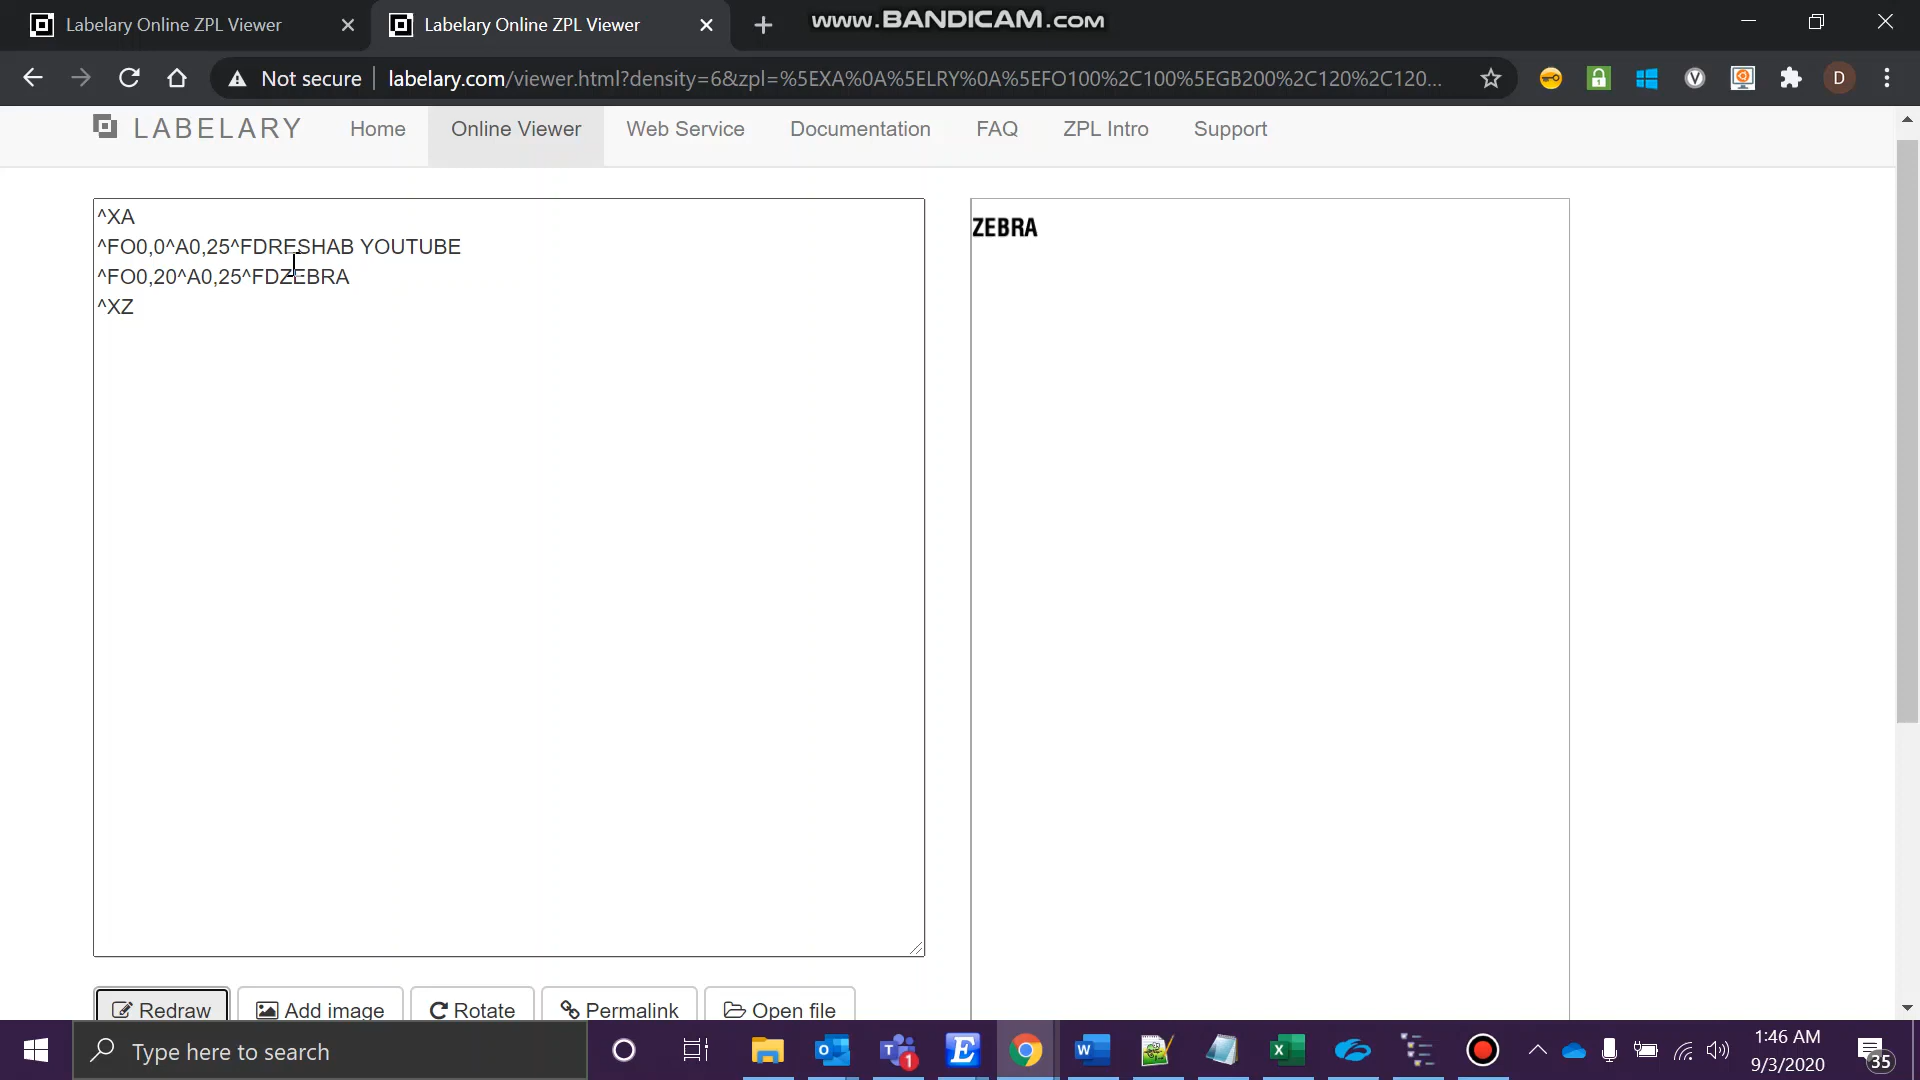 Labelary Online ZPL Viewer
Labelary Online ZPL Viewer
www.BANDICAM.com
Not secure
labelary.com/viewer.html?density=6&zpl=%5EXA%0A%5ELRY%0A%5EFO100%2C100%5EGB200%2C120%2C120...
D
LABELARY
Home
Online Viewer
Web Service
Documentation
FAQ
ZPL Intro
Support
^XA
^FO0,0^A0,25^FDRESHAB YOUTUBE
^FO0,20^A0,25^FDZEBRA
^XZ
ZEBRA
Redraw
Add image
Rotate
Permalink
Open file
Type here to search
1
1:46 AM
9/3/2020
35